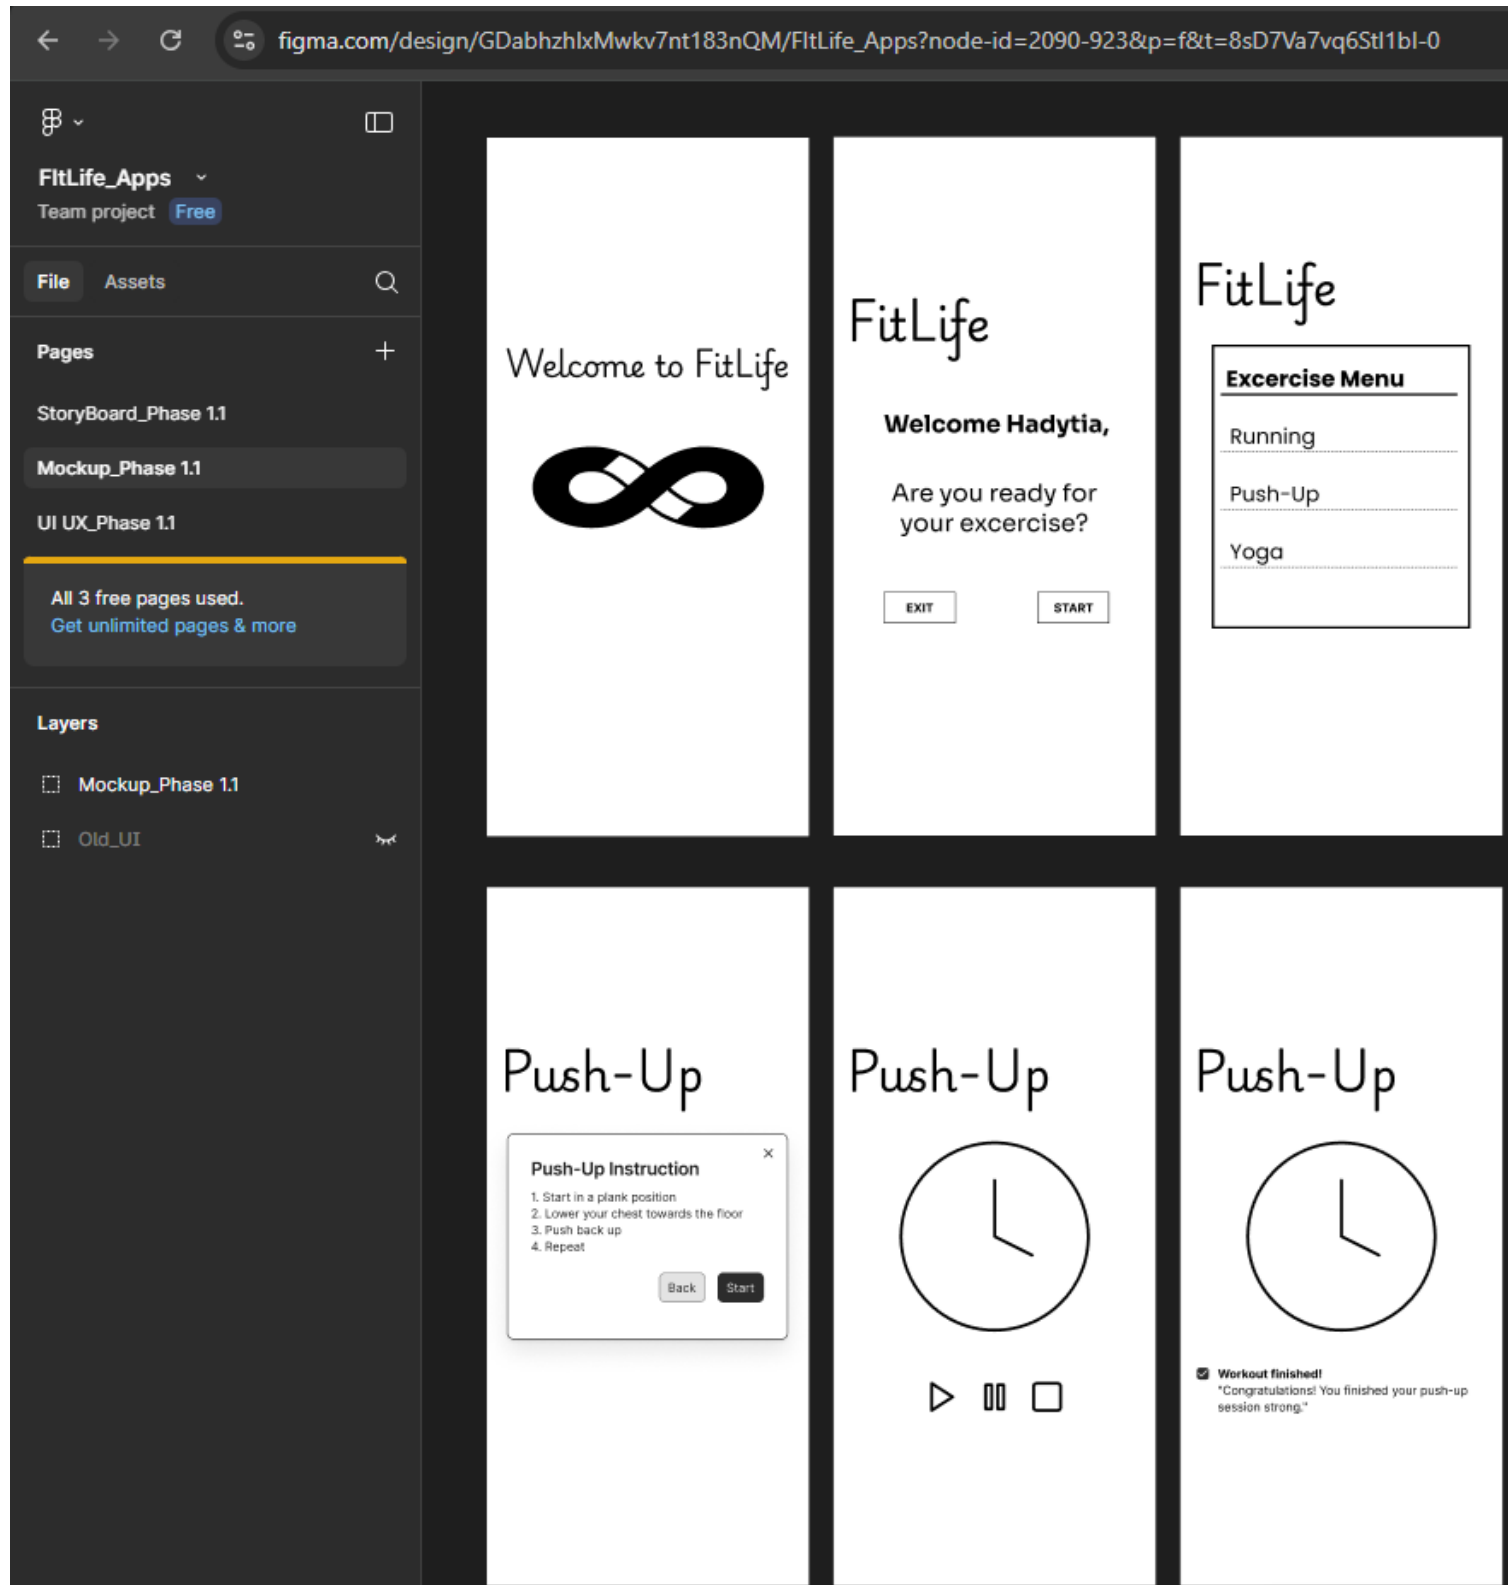 figma.com/design/GDabhzhlxMwkv7nt183nQM/FItLife_Apps?node-id=2090-923&p=f&t=8sD7Va7vq6StI1bI-0
FItLife_Apps
Team project Free
File Assets
Pages
StoryBoard_Phase 1.1
Mockup_Phase 1.1
UI UX_Phase 1.1
All 3 free pages used.
Get unlimited pages & more
Layers
Mockup_Phase 1.1
Old_UI
Welcome to FitLife
FitLife
Welcome Hadytia,
Are you ready for
your excercise?
EXIT
START
FitLife
Excercise Menu
Running
Push-Up
Yoga
Push-Up
Push-Up Instruction
1. Start in a plank position
2. Lower your chest towards the floor
3. Push back up
4. Repeat
Back
Start
Push-Up
Push-Up
Workout finished!
"Congratulations! You finished your push-up
session strong."